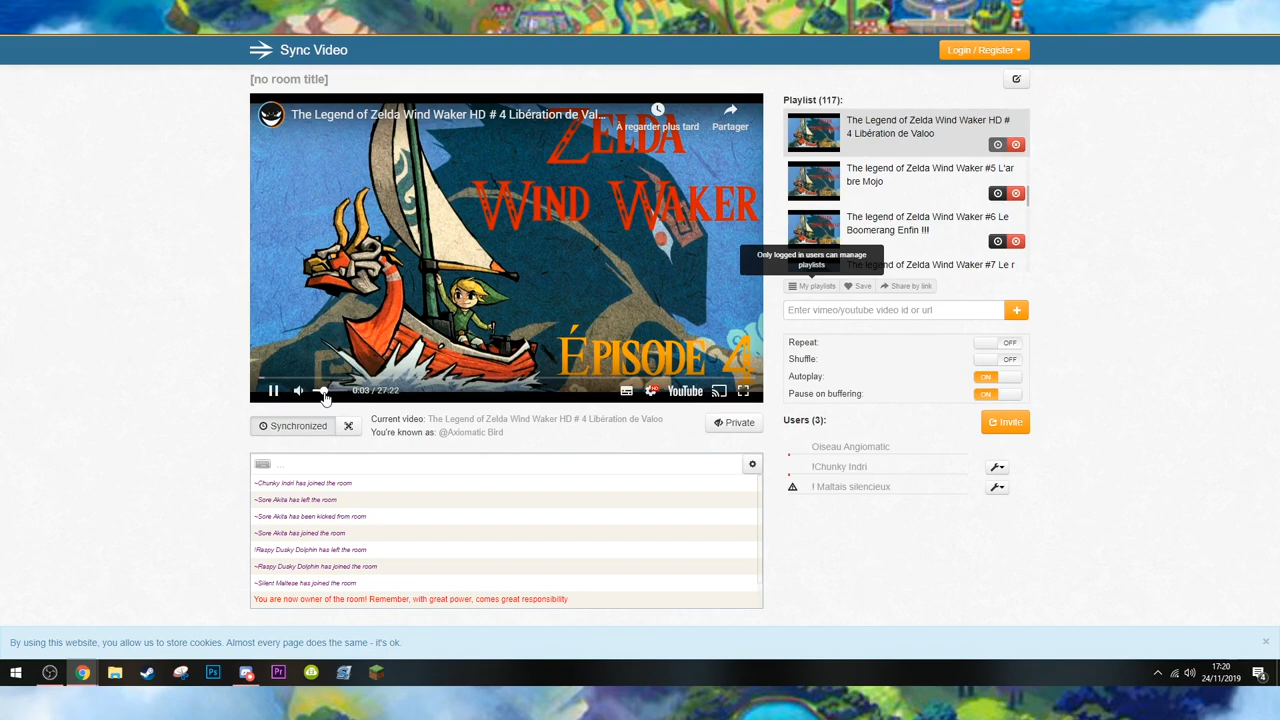 Sync Video
Login / Register
[no room title]
The Legend of Zelda Wind Waker HD # 4 Libération de Valo...
À regarder plus tard
Partager
ZELDA
WIND WAKER
ÉPISODE 4
0:03 / 27:22
HD
YouTube
Synchronized
Current video: The Legend of Zelda Wind Waker HD # 4 Libération de Valoo
You're known as: @Axiomatic Bird
Private
...
~Chunky Indri has joined the room
~Sore Akita has left the room
~Sore Akita has been kicked from room
~Sore Akita has joined the room
!Raspy Dusky Dolphin has left the room
~Raspy Dusky Dolphin has joined the room
~Silent Maltese has joined the room
You are now owner of the room! Remember, with great power, comes great responsibility
Playlist (117):
The Legend of Zelda Wind Waker HD #
4 Libération de Valoo
The legend of Zelda Wind Waker #5 L'ar
bre Mojo
The legend of Zelda Wind Waker #6 Le
Boomerang Enfin !!!
The legend of Zelda Wind Waker #7 Le r
Only logged in users can manage
playlists
My playlists
Save
Share by link
Enter vimeo/youtube video id or url
+
Repeat:
OFF
Shuffle:
OFF
Autoplay:
ON
Pause on buffering:
ON
Users (3):
Invite
Oiseau Angiomatic
!Chunky Indri
! Maltais silencieux
By using this website, you allow us to store cookies. Almost every page does the same - it's ok.
×
Ps
Pr
17:20
24/11/2019
4